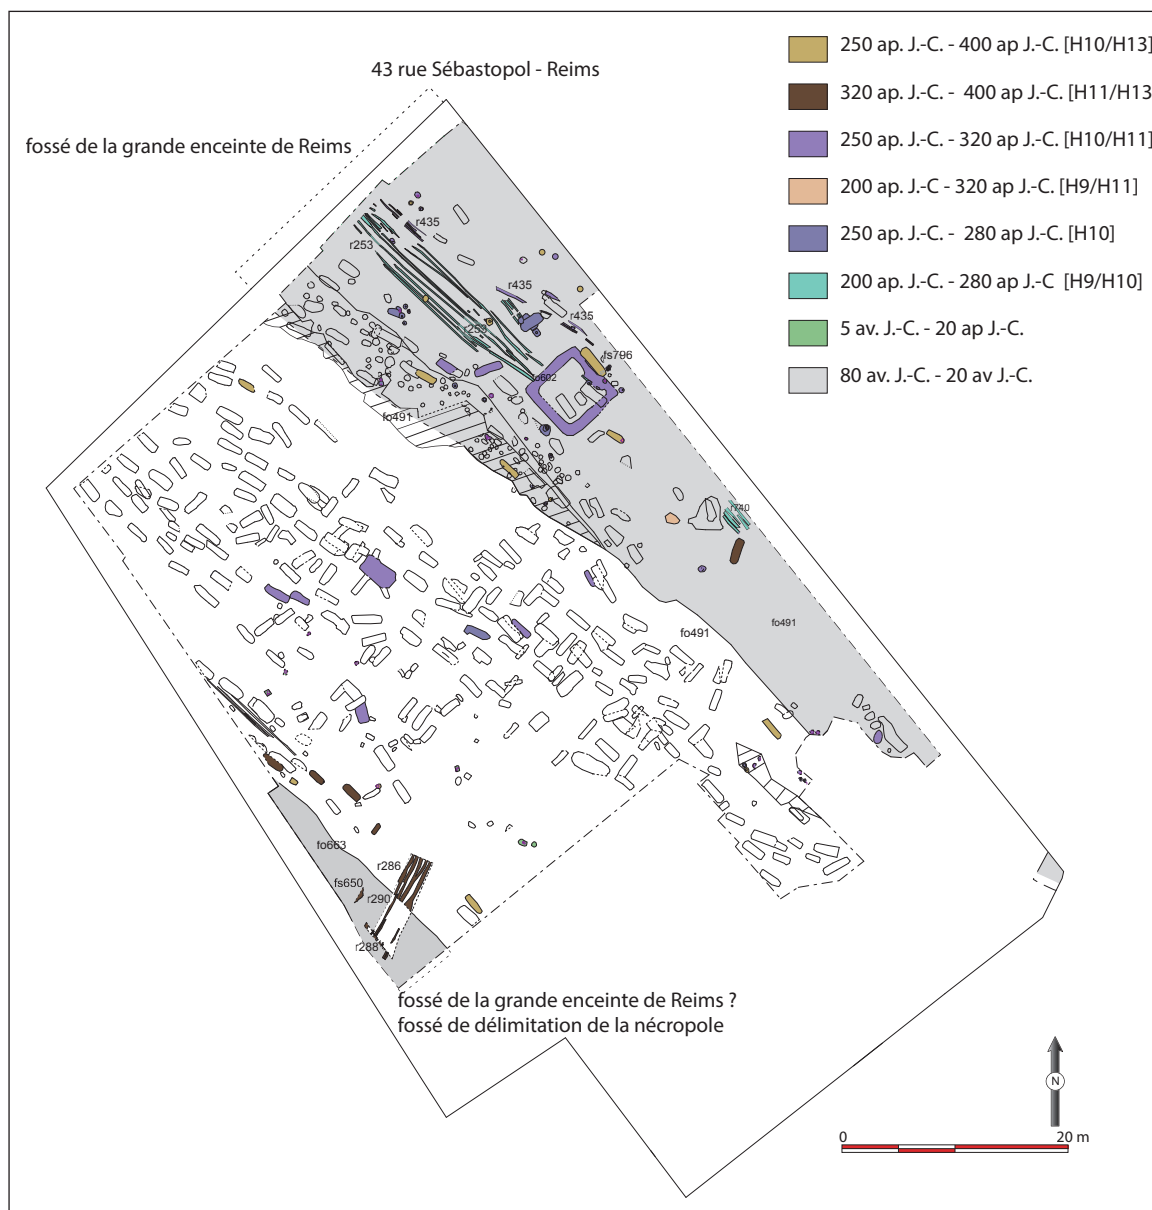 43 rue Sébastopol - Reims
fossé de la grande enceinte de Reims
250 ap. J.-C. - 400 ap J.-C. [H10/H13]
320 ap. J.-C. -  400 ap J.-C. [H11/H13
250 ap. J.-C. - 320 ap J.-C. [H10/H11]
200 ap. J.-C - 320 ap J.-C. [H9/H11]
250 ap. J.-C. -  280 ap J.-C. [H10]
200 ap. J.-C. - 280 ap J.-C  [H9/H10]
5 av. J.-C. - 20 ap J.-C.
80 av. J.-C. - 20 av J.-C.
r435
r253
r435
r435
r253
fs796
fo602
fo491
r740
fo491
fo491
fo663
r286
fs650
r290
r288
fossé de la grande enceinte de Reims ?
fossé de délimitation de la nécropole
N
0
20 m